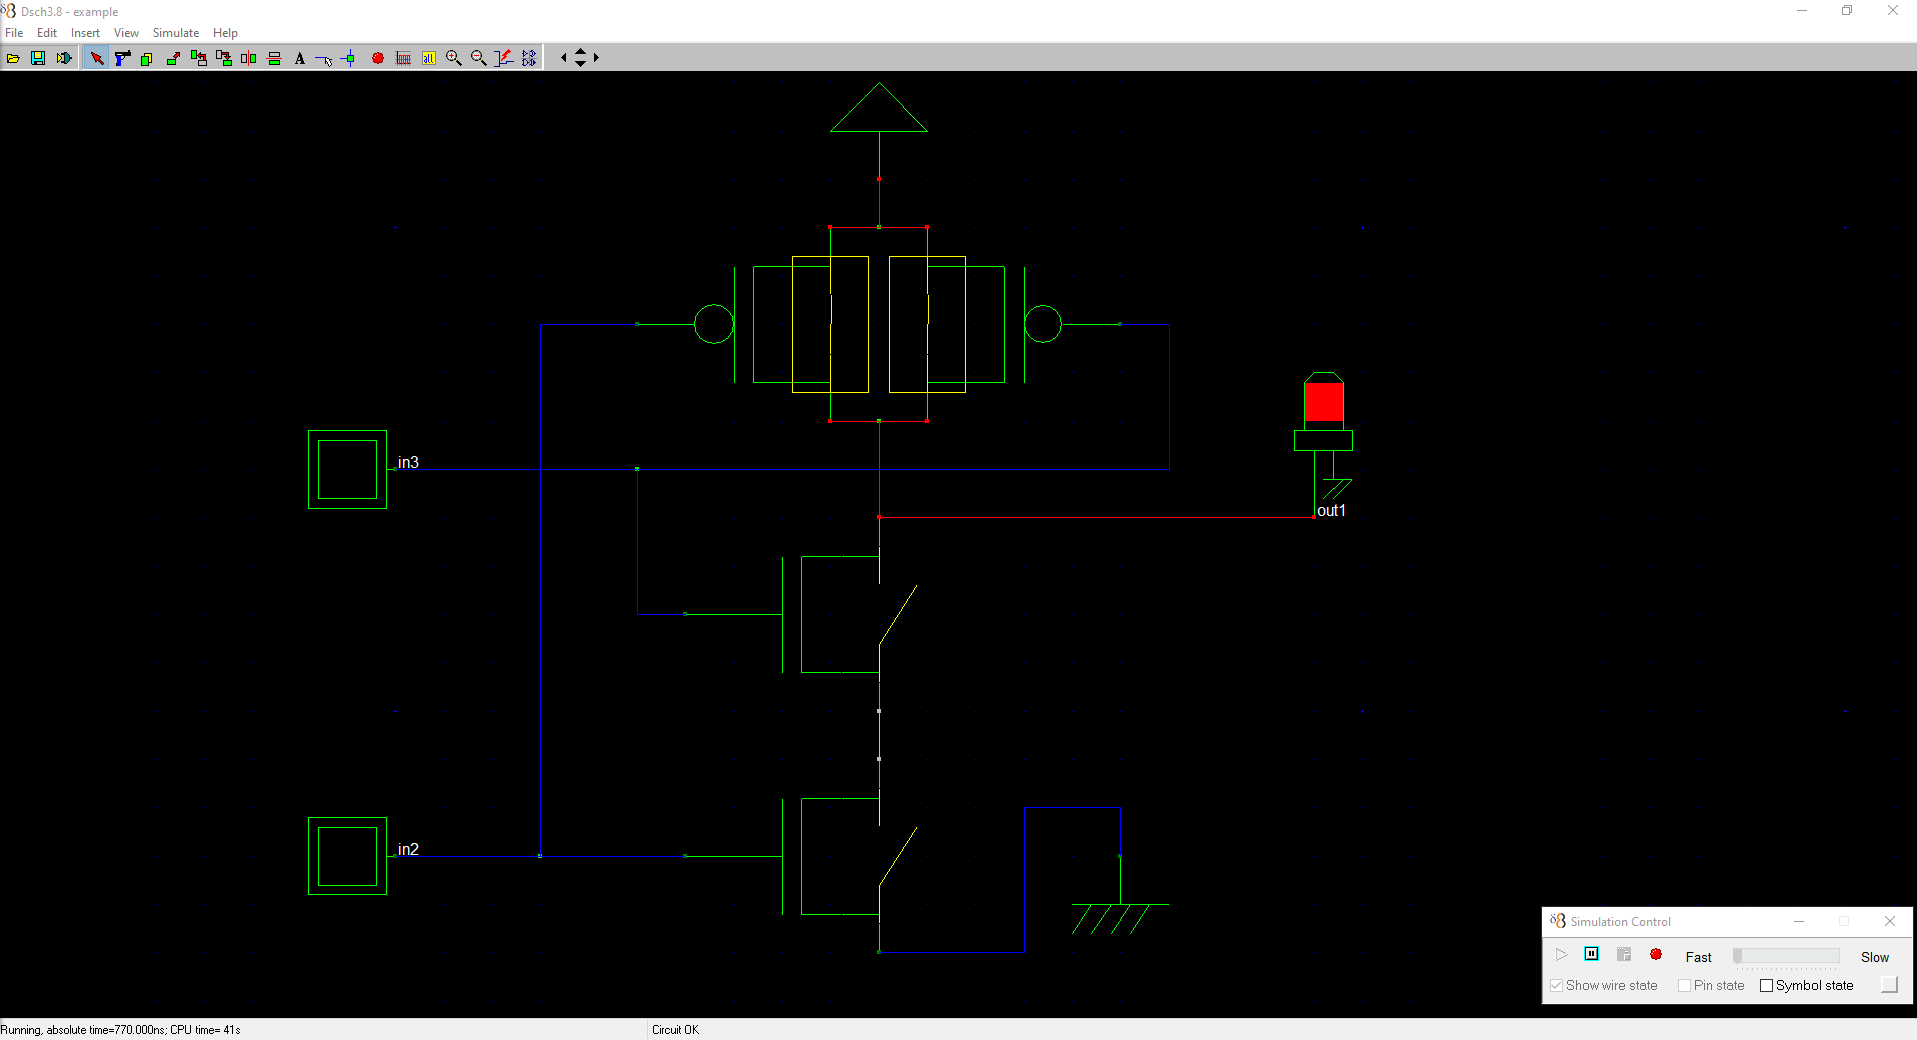 Dsch3.8 - example
File Edit Insert View Simulate Help
A all
in3
out1
in2
Simulation Control
Fast Slow
Show wire state Pin state Symbol state
Running, absolute time=770.000ns; CPU time= 41s Circuit OK